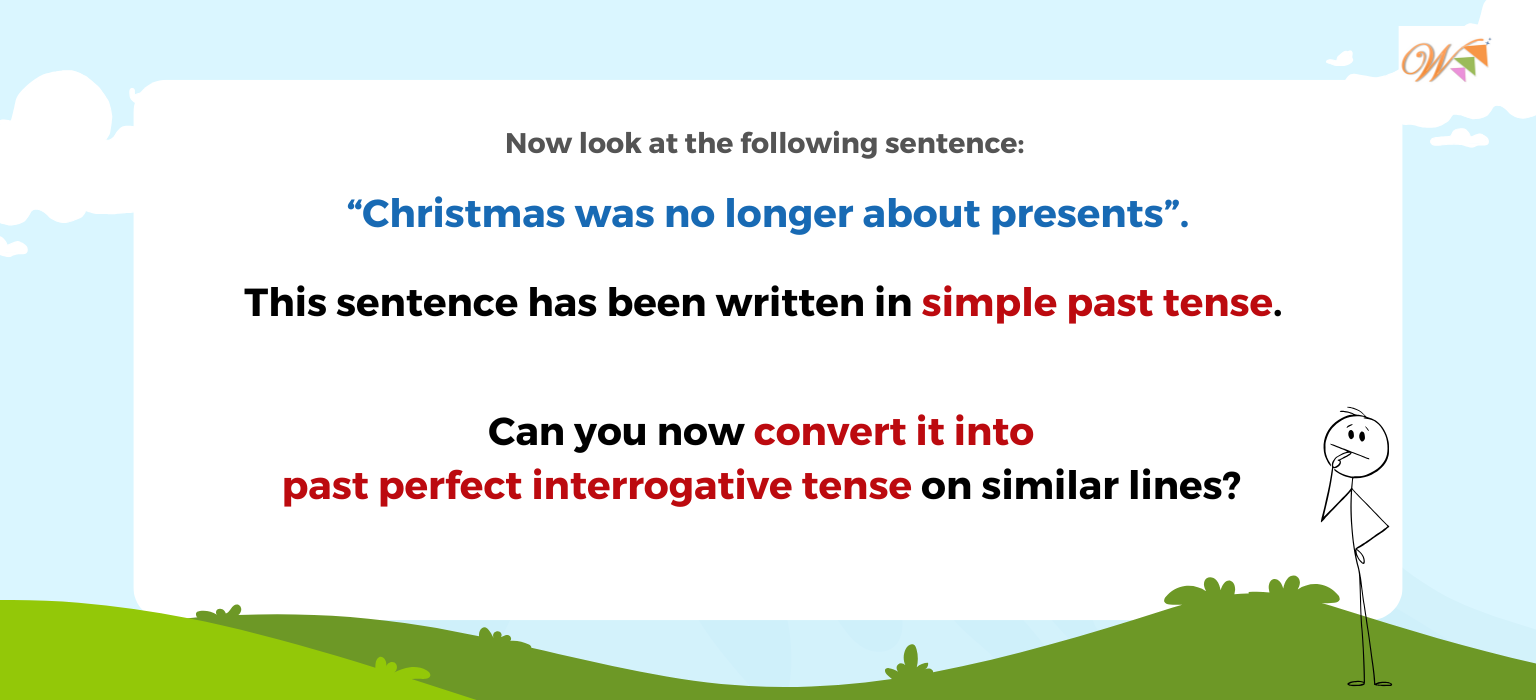 W
Now look at the following sentence:
“Christmas was no longer about presents”.
This sentence has been written in simple past tense.
Can you now convert it into
past perfect interrogative tense on similar lines?